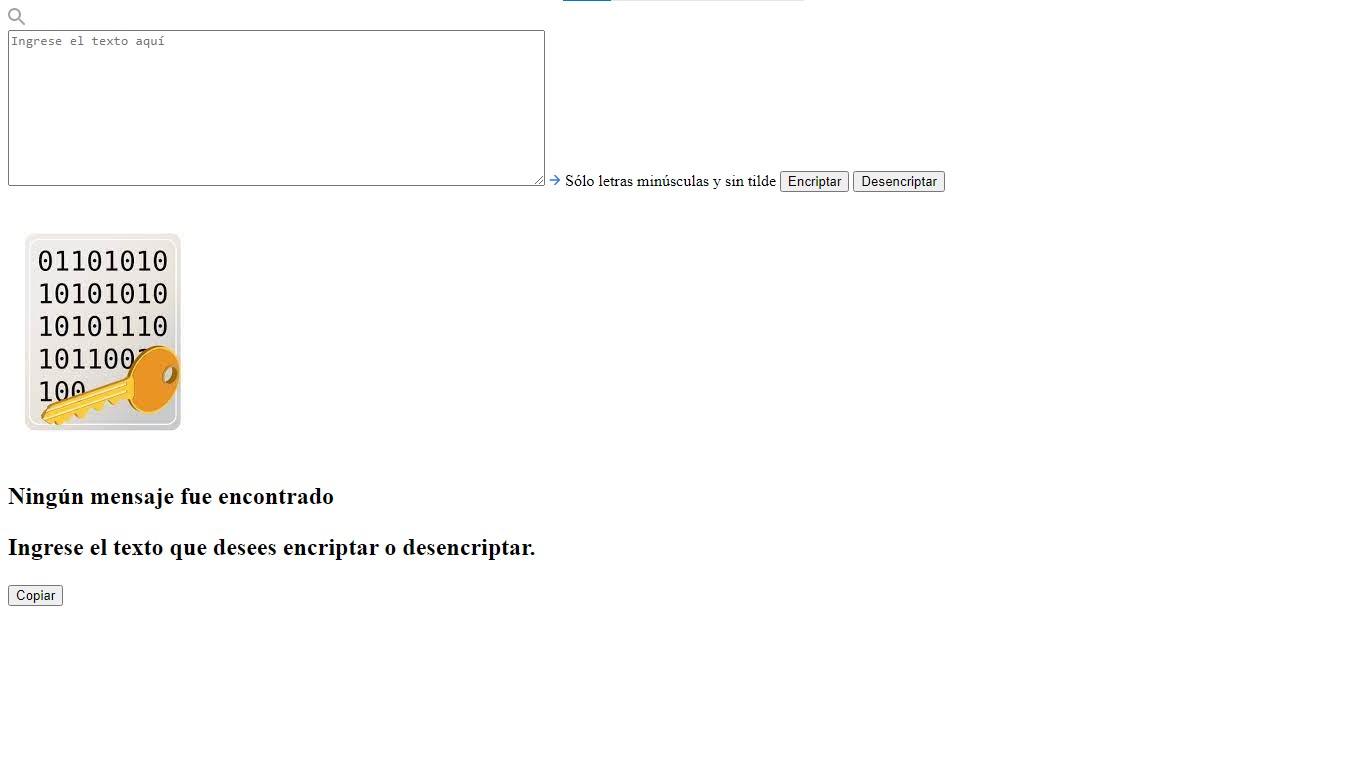 Ingrese el texto aquí
Sólo letras minúsculas y sin tilde Encriptar Desencriptar
01101010
10101010
10101110
101100
100
Ningún mensaje fue encontrado
Ingrese el texto que desees encriptar o desencriptar.
Copiar